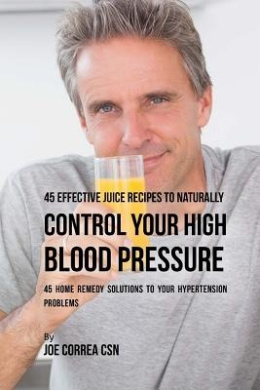 45 EFFECTIVE JUICE RECIPES TO NATURALLY
CONTROL YOUR HIGH
BLOOD PRESSURE
45 HOME REMEDY SOLUTIONS TO YOUR HYPERTENSION
PROBLEMS
By
JOE CORREA CSN